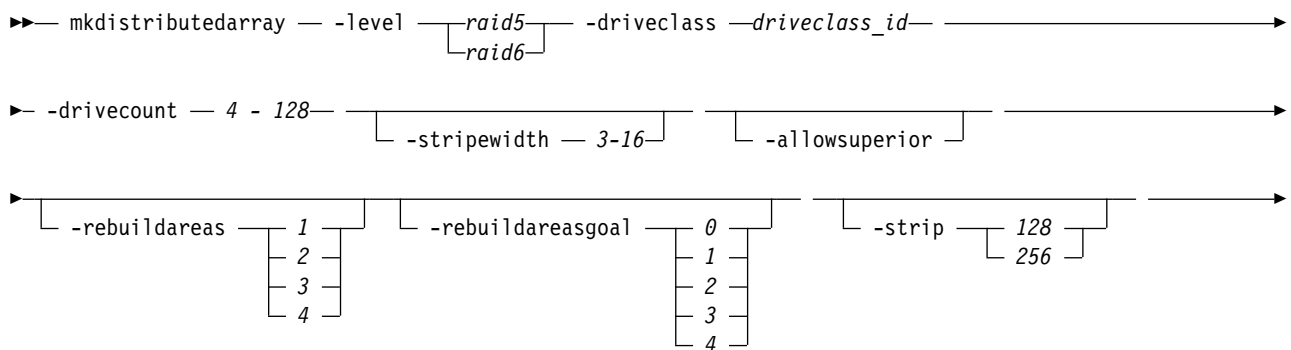 mkdistributedarray -level raid5 -driveclass driveclass_id
raid6
-drivecount 4 - 128
-stripewidth 3-16 -allowsuperior
-rebuildareas 1 -rebuildareasgoal 0 -strip 128
2 1 256
3 2
4 3
4